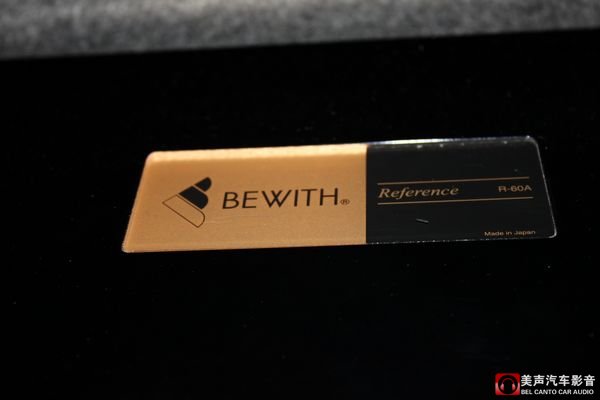 BEWITH®
Reference R-60A
Made in Japan
美声汽车影音
BEL CANTO CAR AUDIO